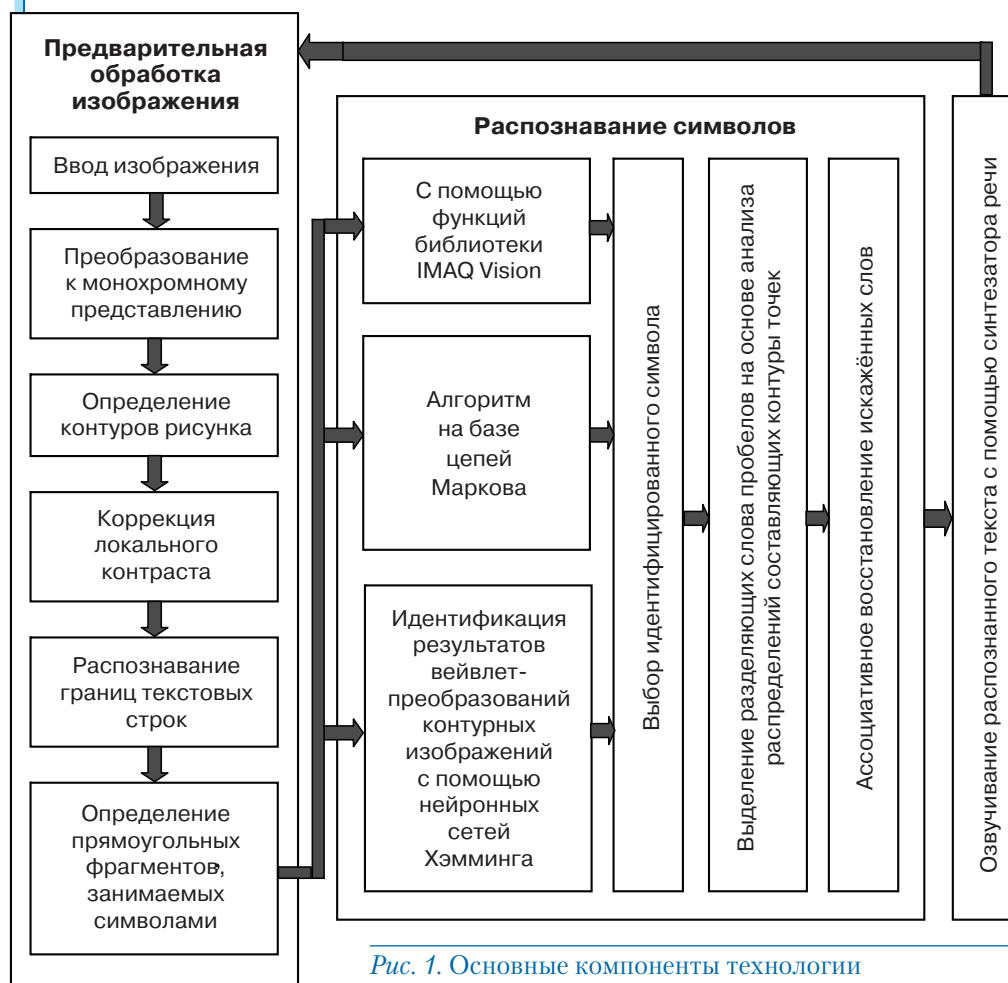 Предварительная
обработка
изображения
Ввод изображения
Преобразование
к монохромному
представлению
Определение
контуров рисунка
Коррекция
локального
контраста
Распознавание
границ текстовых
строк
Определение
прямоугольных
фрагментов,
занимаемых
символами
Распознавание символов
С помощью
функций
библиотеки
IMAQ Vision
Алгоритм
на базе
цепей
Маркова
Идентификация
результатов
вейвлет-
преобразований
контурных
изображений
с помощью
нейронных
сетей
Хэмминга
Выбор идентифицированного символа
Выделение разделяющих слова пробелов на основе анализа
распределений составляющих контуры точек
Ассоциативное восстановление искажённых слов
Озвучивание распознанного текста с помощью синтезатора речи
Рис. 1. Основные компоненты технологии